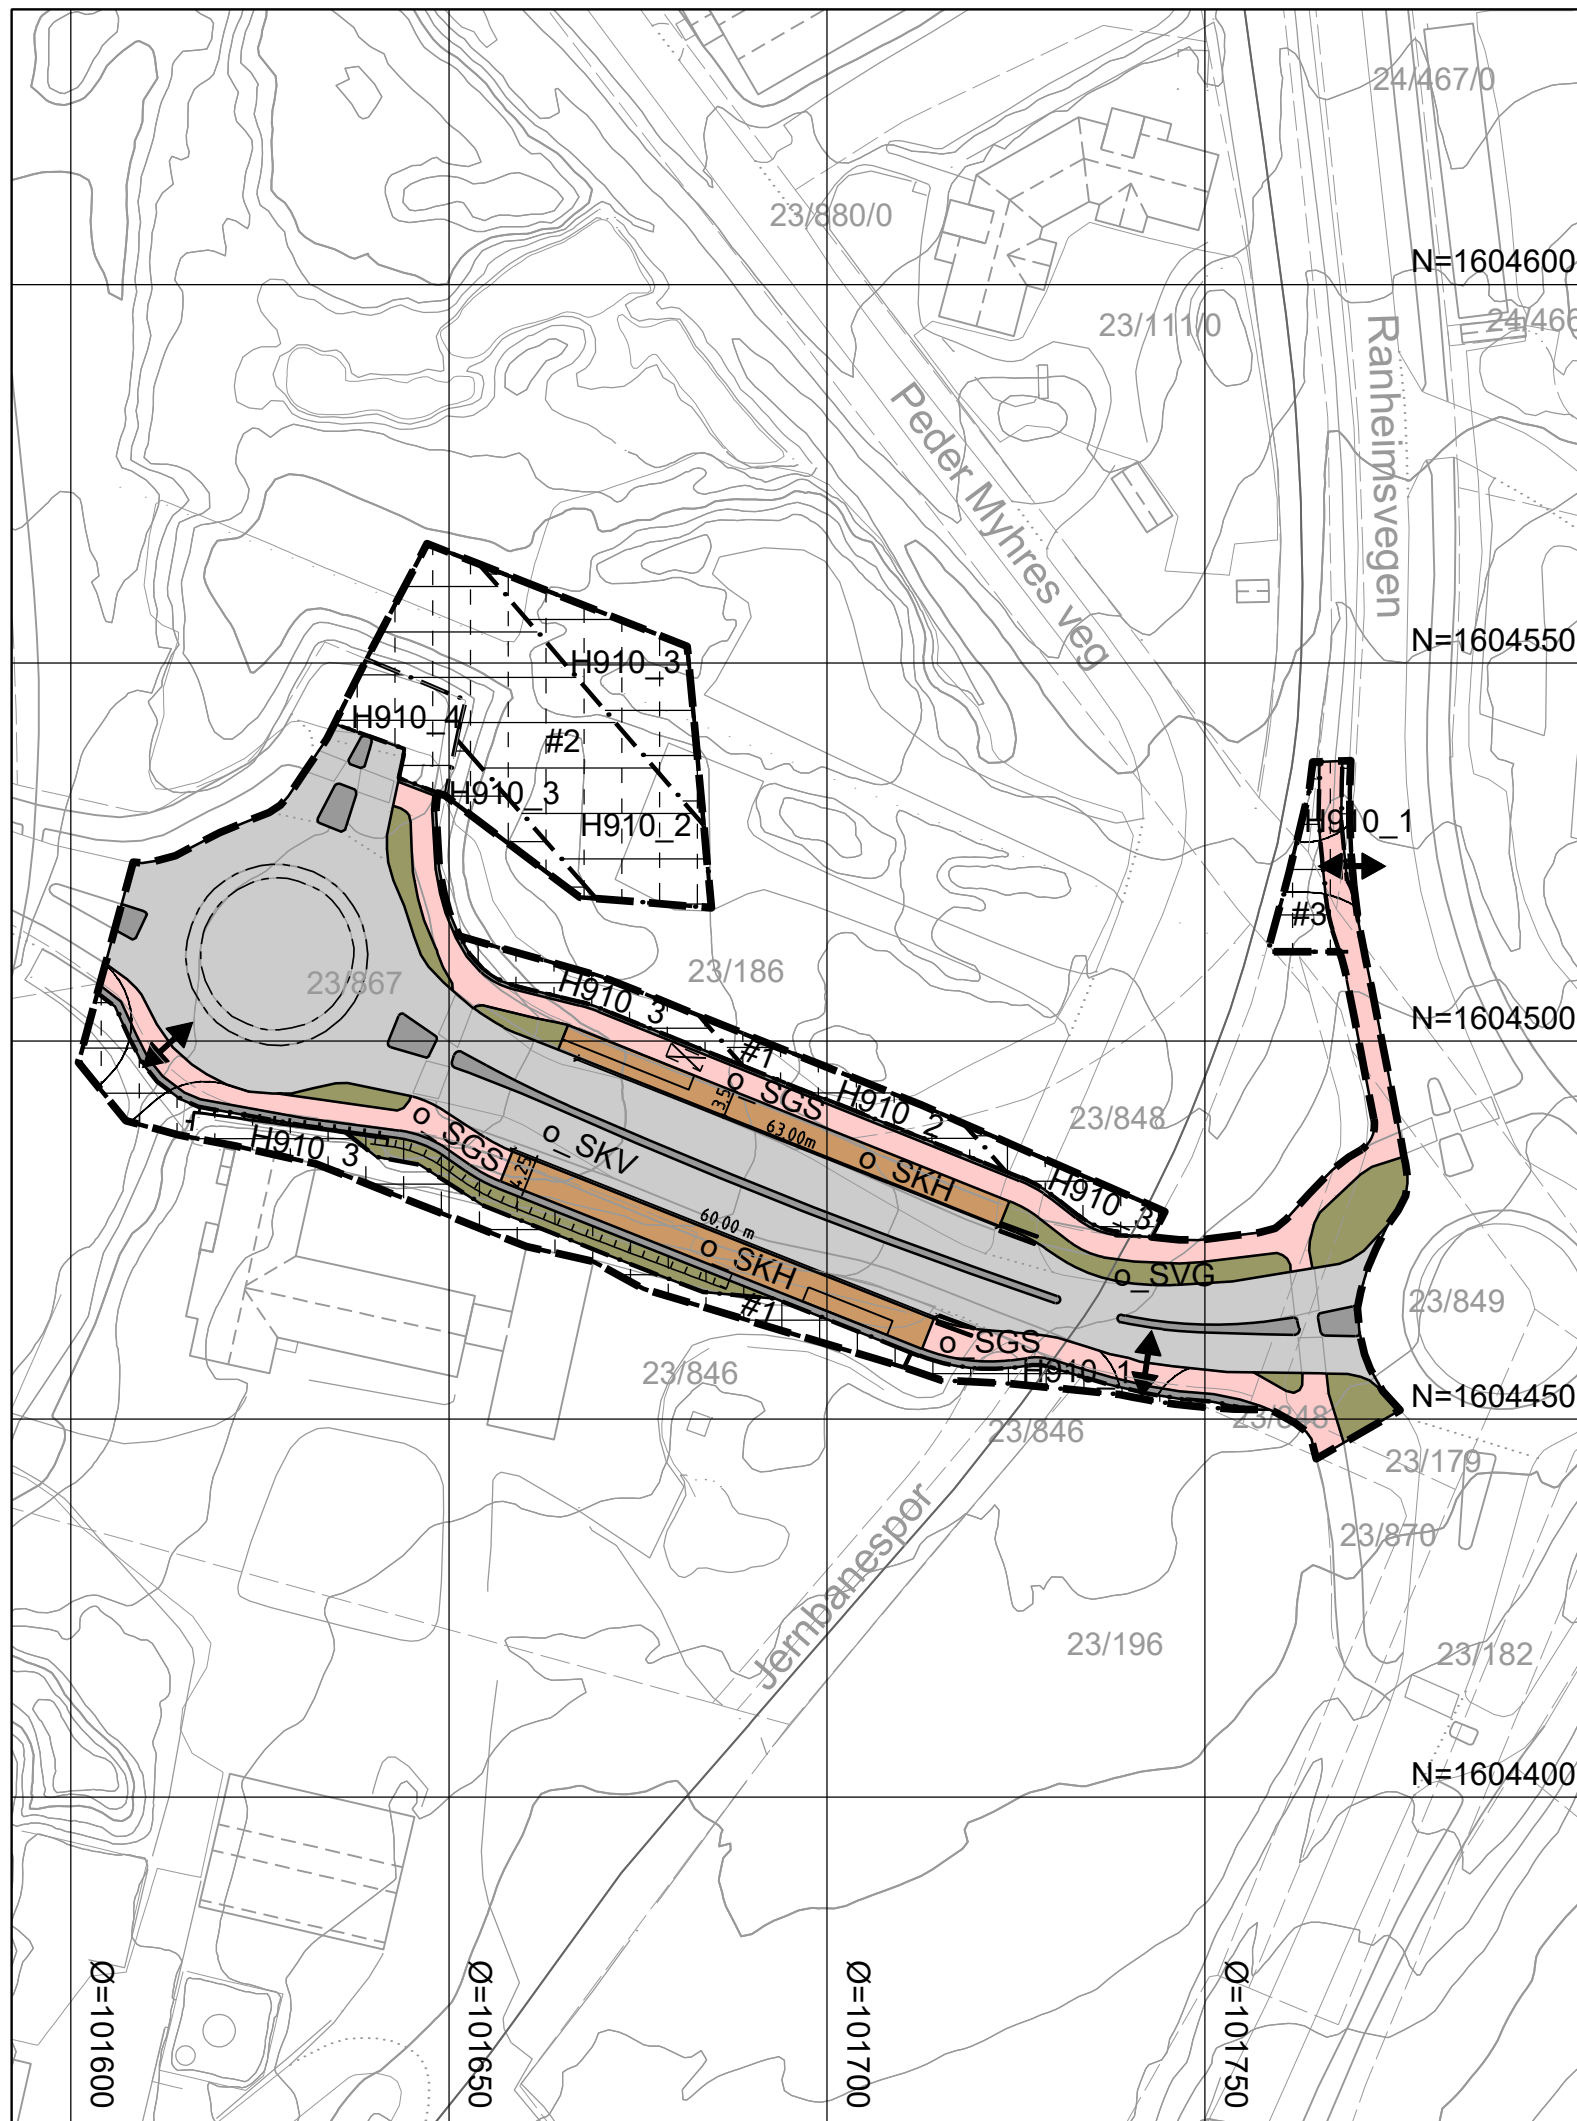 24/467/0
23/880/0
N=1604600
23/111/0
24/466
Ranheimsvegen
Peder Myhres veg
N=1604550
H910_3
H910_4
#2
H910_3
H910_2
H910_1
#3
23/186
23/867
H910_3
N=1604500
#1
o_SGS
H910_2
3.5
63,00m
23/848
o_SGS
o_SKV
H910_3
4,25
o_SKH
H910_3
60,00 m
o_SKH
o_SVG
#1
23/849
o_SGS
H910_1
23/846
N=1604450
23/846
23/848
23/179
Jernbanespor
23/870
23/196
23/182
N=1604400
Ø=101600
Ø=101650
Ø=101700
Ø=101750